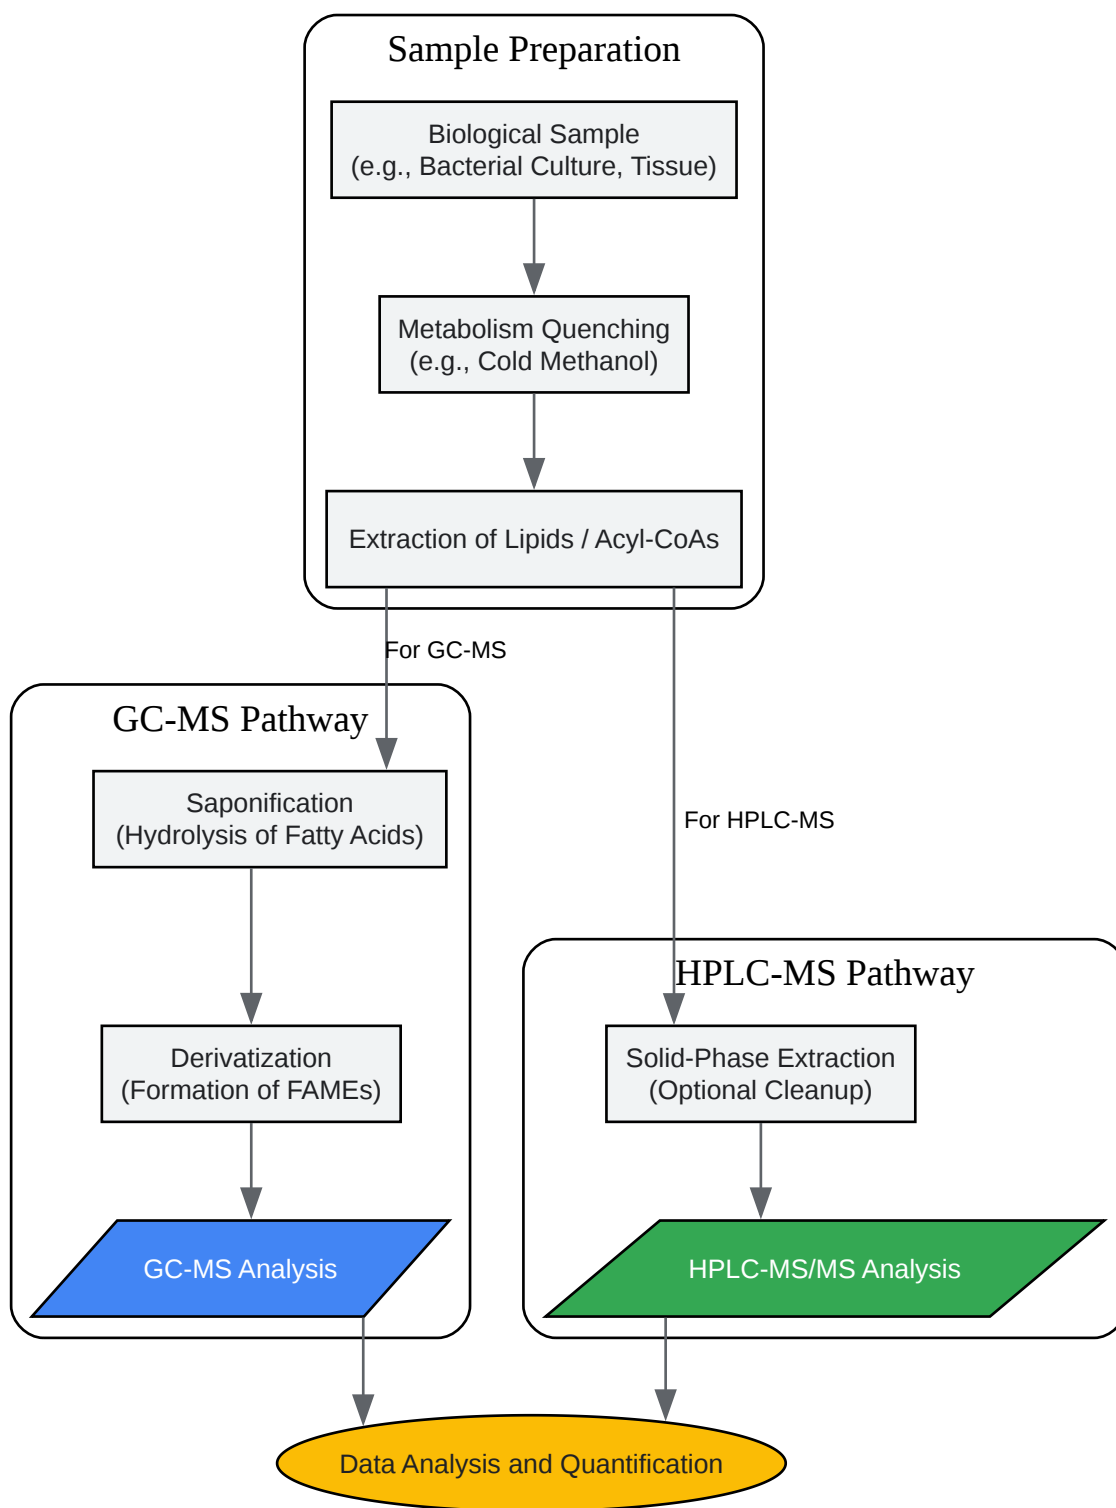 Sample Preparation
Biological Sample
(e.g., Bacterial Culture, Tissue)
Metabolism Quenching
(e.g., Cold Methanol)
Extraction of Lipids / Acyl-CoAs
For GC-MS
GC-MS Pathway
Saponification
(Hydrolysis of Fatty Acids)
Derivatization
(Formation of FAMEs)
GC-MS Analysis
For HPLC-MS
HPLC-MS Pathway
Solid-Phase Extraction
(Optional Cleanup)
HPLC-MS/MS Analysis
Data Analysis and Quantification